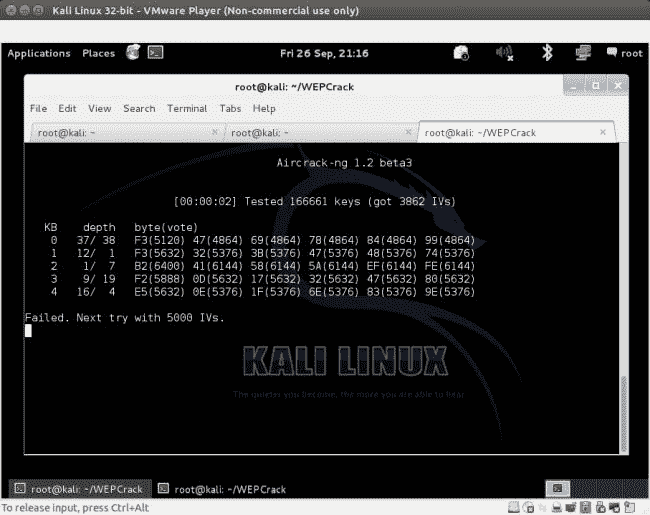 Kali Linux 32-bit - VMware Player (Non-commercial use only)
Applications Places Fri 26 Sep, 21:16 root
root@kali: ~/WEPCrack
File Edit View Search Terminal Tabs Help
root@kali: ~ × root@kali: ~ × root@kali: ~/WEPCrack ×
Aircrack-ng 1.2 beta3
[00:00:02] Tested 166661 keys (got 3862 IVs)
KB depth byte(vote)
0 37/ 38 F3(5120) 47(4864) 69(4864) 78(4864) 84(4864) 99(4864)
1 12/ 1 F3(5632) 32(5376) 3B(5376) 47(5376) 48(5376) 74(5376)
2 1/ 7 B2(6400) 41(6144) 58(6144) 5A(6144) EF(6144) FE(6144)
3 9/ 19 F2(5888) 0D(5632) 17(5632) 32(5632) 47(5632) 80(5632)
4 16/ 4 E5(5632) 0E(5376) 1F(5376) 6E(5376) 83(5376) 9E(5376)
Failed. Next try with 5000 IVs.
KALI LINUX
The quieter you become, the more you are able to hear
root@kali: ~/WEPCrack root@kali: ~/WEPCrack
To release input, press Ctrl+Alt